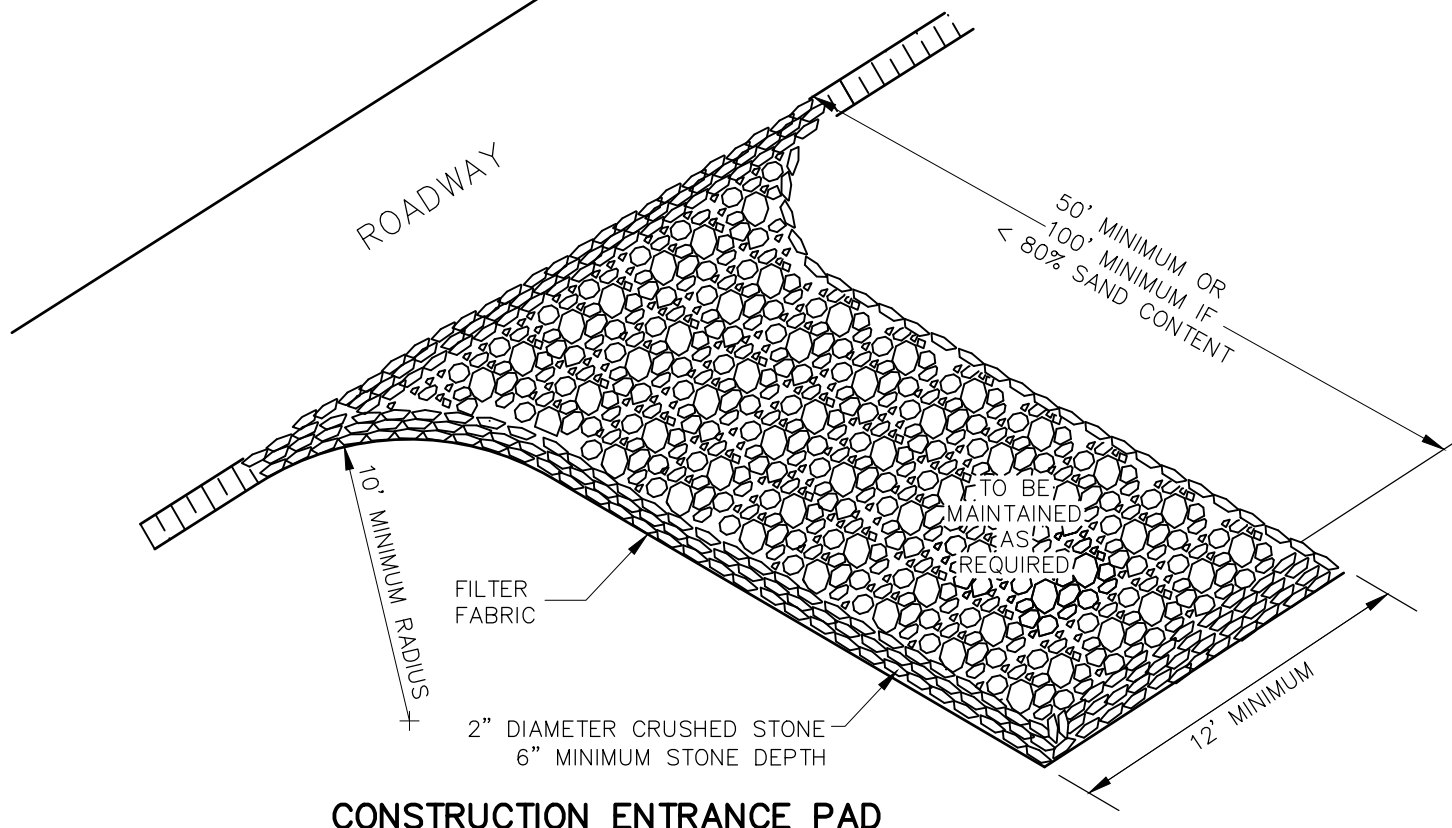 ROADWAY
50' MINIMUM OR
100' MINIMUM IF
< 80% SAND CONTENT
TO BE
MAINTAINED
AS
REQUIRED
10' MINIMUM RADIUS
FILTER
FABRIC
2" DIAMETER CRUSHED STONE
6" MINIMUM STONE DEPTH
12' MINIMUM
CONSTRUCTION ENTRANCE PAD